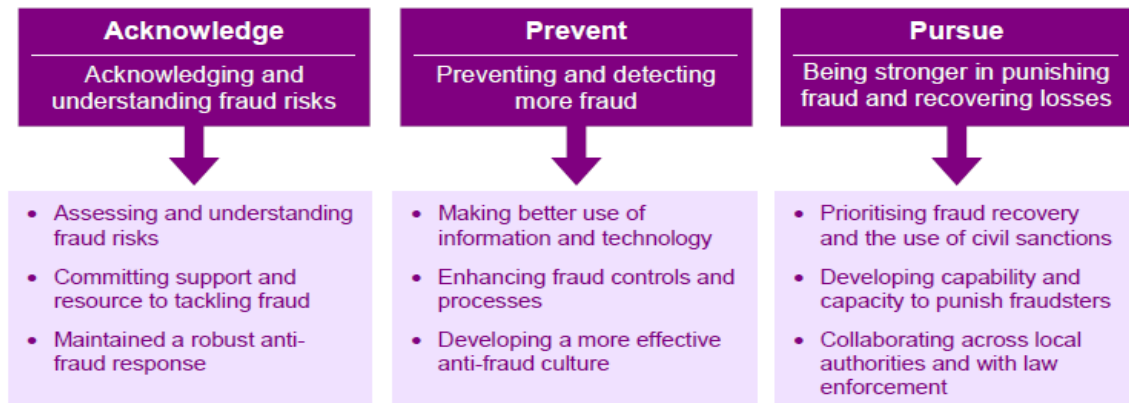 Acknowledge
Acknowledging and
understanding fraud risks
• Assessing and understanding
fraud risks
• Committing support and
resource to tackling fraud
• Maintained a robust anti-
fraud response
Prevent
Preventing and detecting
more fraud
• Making better use of
information and technology
• Enhancing fraud controls and
processes
• Developing a more effective
anti-fraud culture
Pursue
Being stronger in punishing
fraud and recovering losses
• Prioritising fraud recovery
and the use of civil sanctions
• Developing capability and
capacity to punish fraudsters
• Collaborating across local
authorities and with law
enforcement